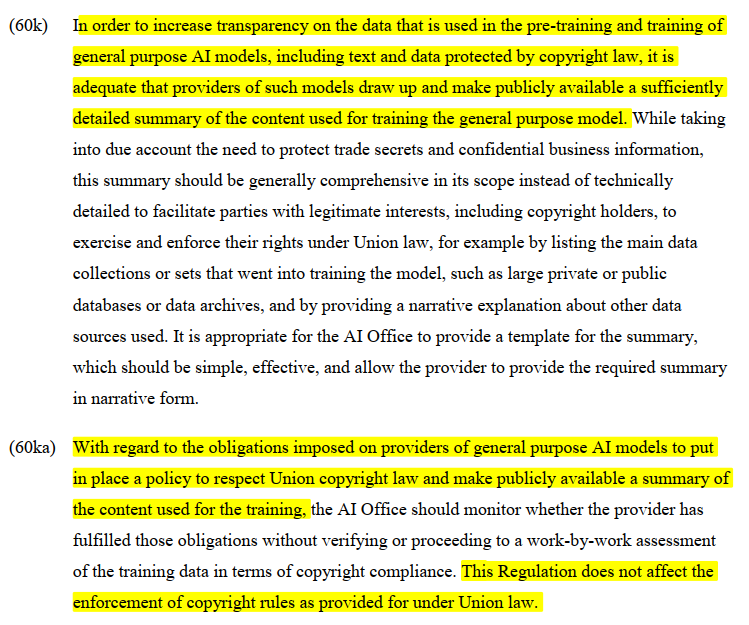 (60k) In order to increase transparency on the data that is used in the pre-training and training of
general purpose AI models, including text and data protected by copyright law, it is
adequate that providers of such models draw up and make publicly available a sufficiently
detailed summary of the content used for training the general purpose model. While taking
into due account the need to protect trade secrets and confidential business information,
this summary should be generally comprehensive in its scope instead of technically
detailed to facilitate parties with legitimate interests, including copyright holders, to
exercise and enforce their rights under Union law, for example by listing the main data
collections or sets that went into training the model, such as large private or public
databases or data archives, and by providing a narrative explanation about other data
sources used. It is appropriate for the AI Office to provide a template for the summary,
which should be simple, effective, and allow the provider to provide the required summary
in narrative form.
(60ka) With regard to the obligations imposed on providers of general purpose AI models to put
in place a policy to respect Union copyright law and make publicly available a summary of
the content used for the training, the AI Office should monitor whether the provider has
fulfilled those obligations without verifying or proceeding to a work-by-work assessment
of the training data in terms of copyright compliance. This Regulation does not affect the
enforcement of copyright rules as provided for under Union law.